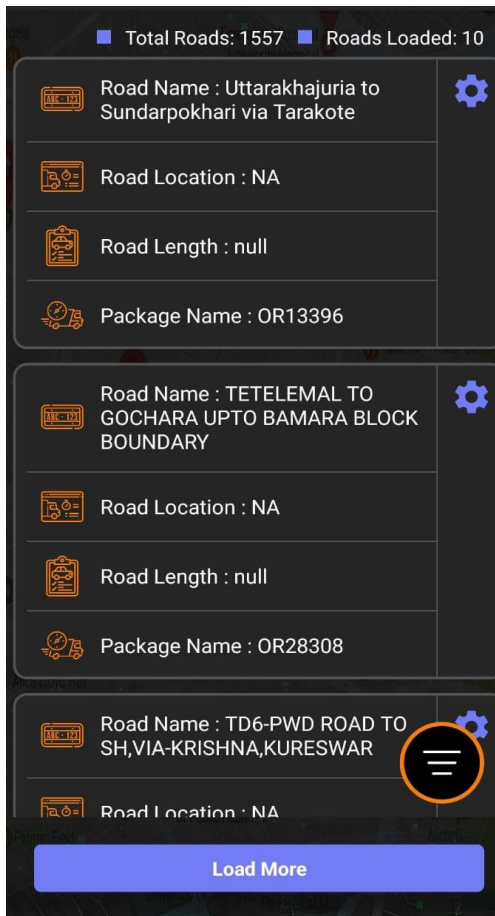 Total Roads: 1557 Roads Loaded: 10
Road Name : Uttarakhajuria to
Sundarpokhari via Tarakote
Road Location : NA
Road Length : null
Package Name : OR13396
Road Name : TETELEMAL TO
GOCHARA UPTO BAMARA BLOCK
BOUNDARY
Road Location : NA
Road Length : null
Package Name : OR28308
Road Name : TD6-PWD ROAD TO
SH,VIA-KRISHNA,KURESWAR
Road Location : NA
Load More